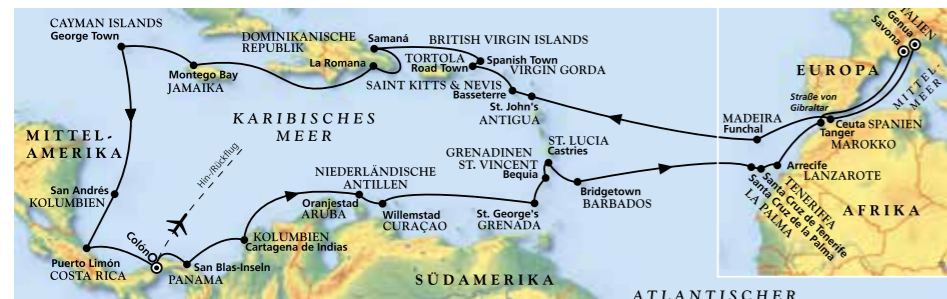 CAYMAN ISLANDS
George Town
DOMINIKANISCHE
REPUBLIK
Samaná
BRITISH VIRGIN ISLANDS
La Romana
TORTOLA
Road Town
Spanish Town
VIRGIN GORDA
Montego Bay
JAMAIKA
SAINT KITTS & NEVIS
Basseterre
St. John's
ANTIGUA
KARIBISCHES
MEER
MITTEL-
AMERIKA
Hin-/Rückflug
San Andrés
KOLUMBIEN
Puerto Limón
COSTA RICA
Colón
San Blas-Inseln
PANAMA
KOLUMBIEN
Cartagena de Indias
NIEDERLÄNDISCHE
ANTILLEN
Oranjestad
ARUBA
Willemstad
CURAÇAO
GRENADINEN
ST. VINCENT
Bequia
ST. LUCIA
Castries
St. George's
GRENADA
Bridgetown
BARBADOS
SÜDAMERIKA
ATLANTISCHER
ITALIEN
Genua
Savona
EUROPA
MITTEL-
MEER
Straße von
Gibraltar
MADEIRA
Funchal
Ceuta SPANIEN
Tanger
MAROKKO
Arrecife
LANZAROTE
TENERIFFA
Santa Cruz de Tenerife
Santa Cruz de la Palma
LA PALMA
AFRIKA